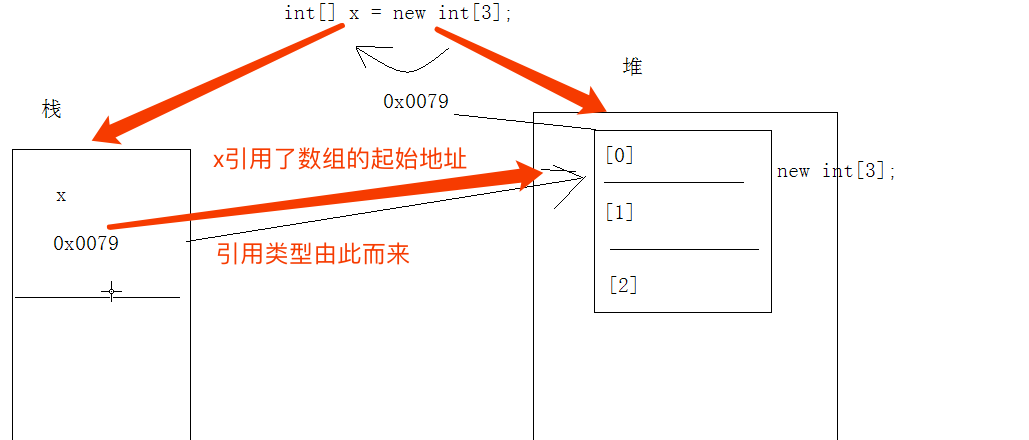 int[] x = new int[3];
堆
0x0079
栈
x引用了数组的起始地址
[0]
new int[3];
x
[1]
0x0079
引用类型由此而来
[2]